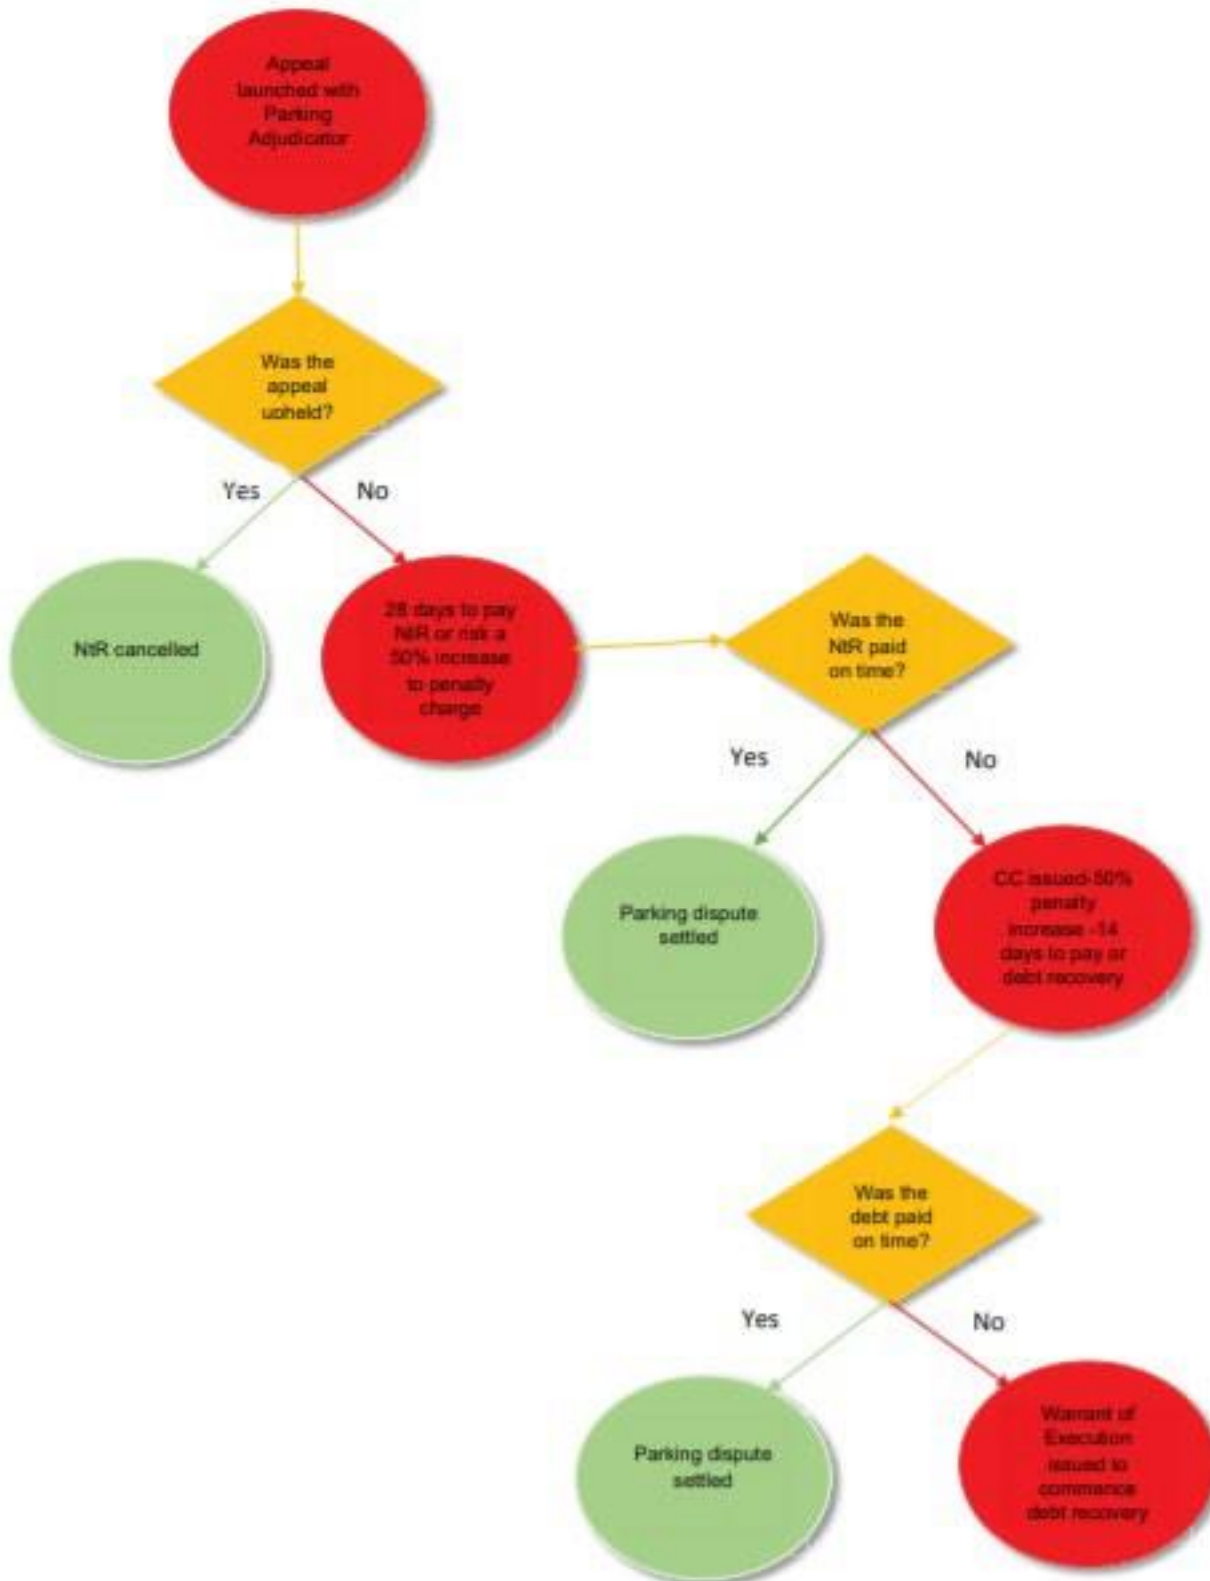 Appeal
launched with
Parking
Adjudicator
Was the
appeal
upheld?
Yes
No
NtR cancelled
28 days to pay
NtR or risk a
50% increase
to penalty
charge
Was the
NtR paid
on time?
Yes
No
Parking dispute
settled
CC issued-50%
penalty
increase -14
days to pay or
debt recovery
Was the
debt paid
on time?
Yes
No
Parking dispute
settled
Warrant of
Execution
issued to
commence
debt recovery